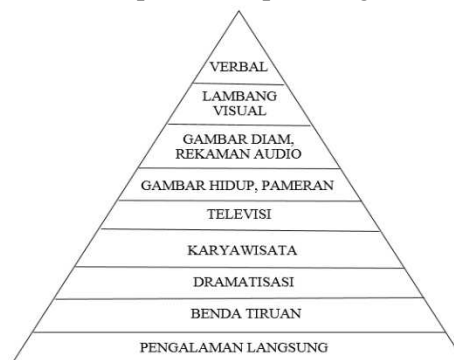 VERBAL
LAMBANG
VISUAL
GAMBAR DIAM,
REKAMAN AUDIO
GAMBAR HIDUP, PAMERAN
TELEVISI
KARYAWISATA
DRAMATISASI
BENDA TIRUAN
PENGALAMAN LANGSUNG